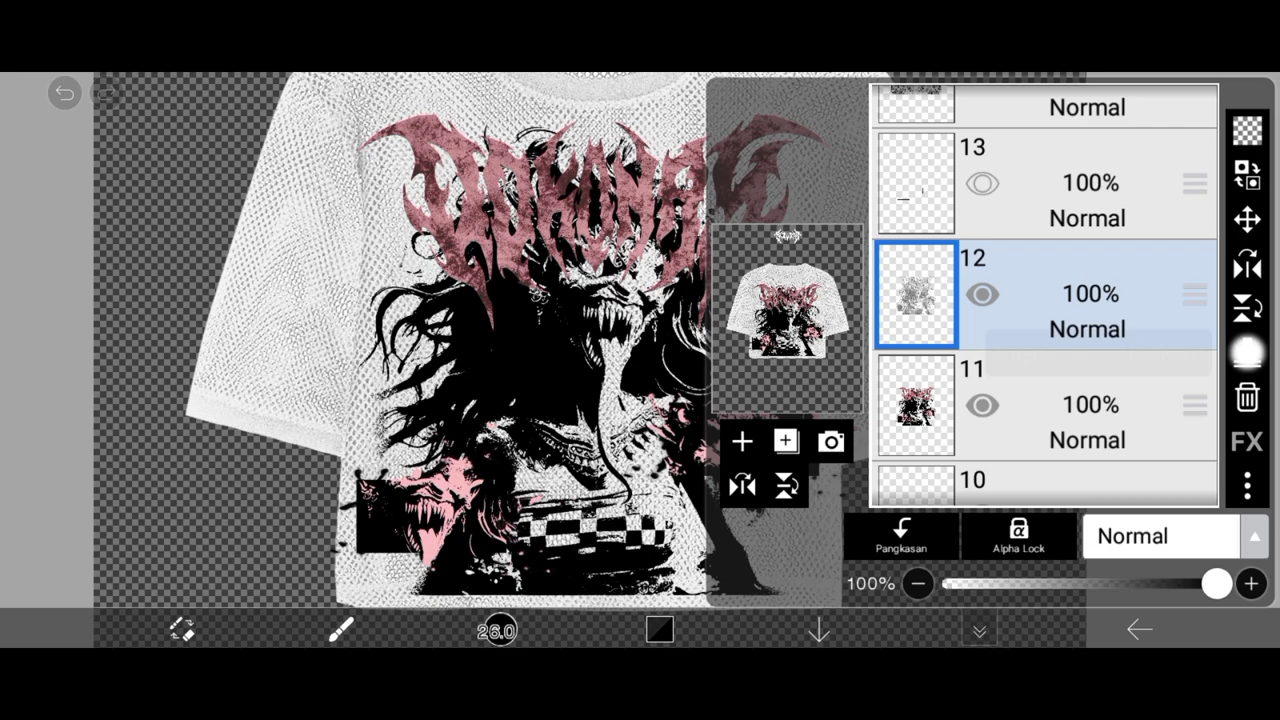 Normal
13
100%
Normal
12
100%
Normal
11
100%
Normal
10
Pangkasan
Alpha Lock
Normal
100%
FX
26.0